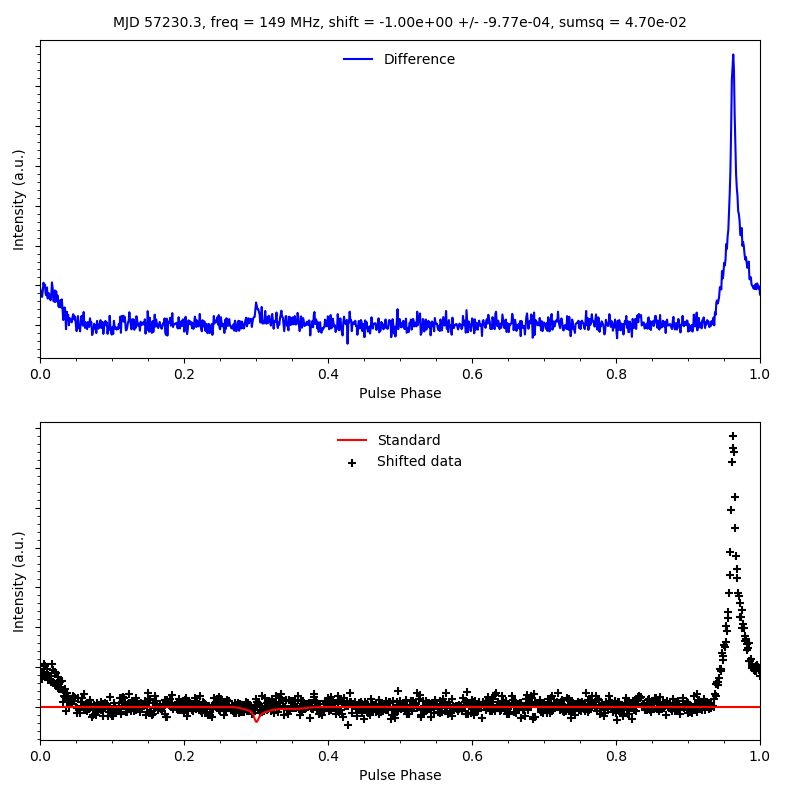 MJD 57230.3, freq = 149 MHz, shift = -1.00e+00 +/- -9.77e-04, sumsq = 4.70e-02
Difference
Intensity (a.u.)
0.0 0.2 0.4 0.6 0.8 1.0
Pulse Phase
Standard
Shifted data
Intensity (a.u.)
0.0 0.2 0.4 0.6 0.8 1.0
Pulse Phase